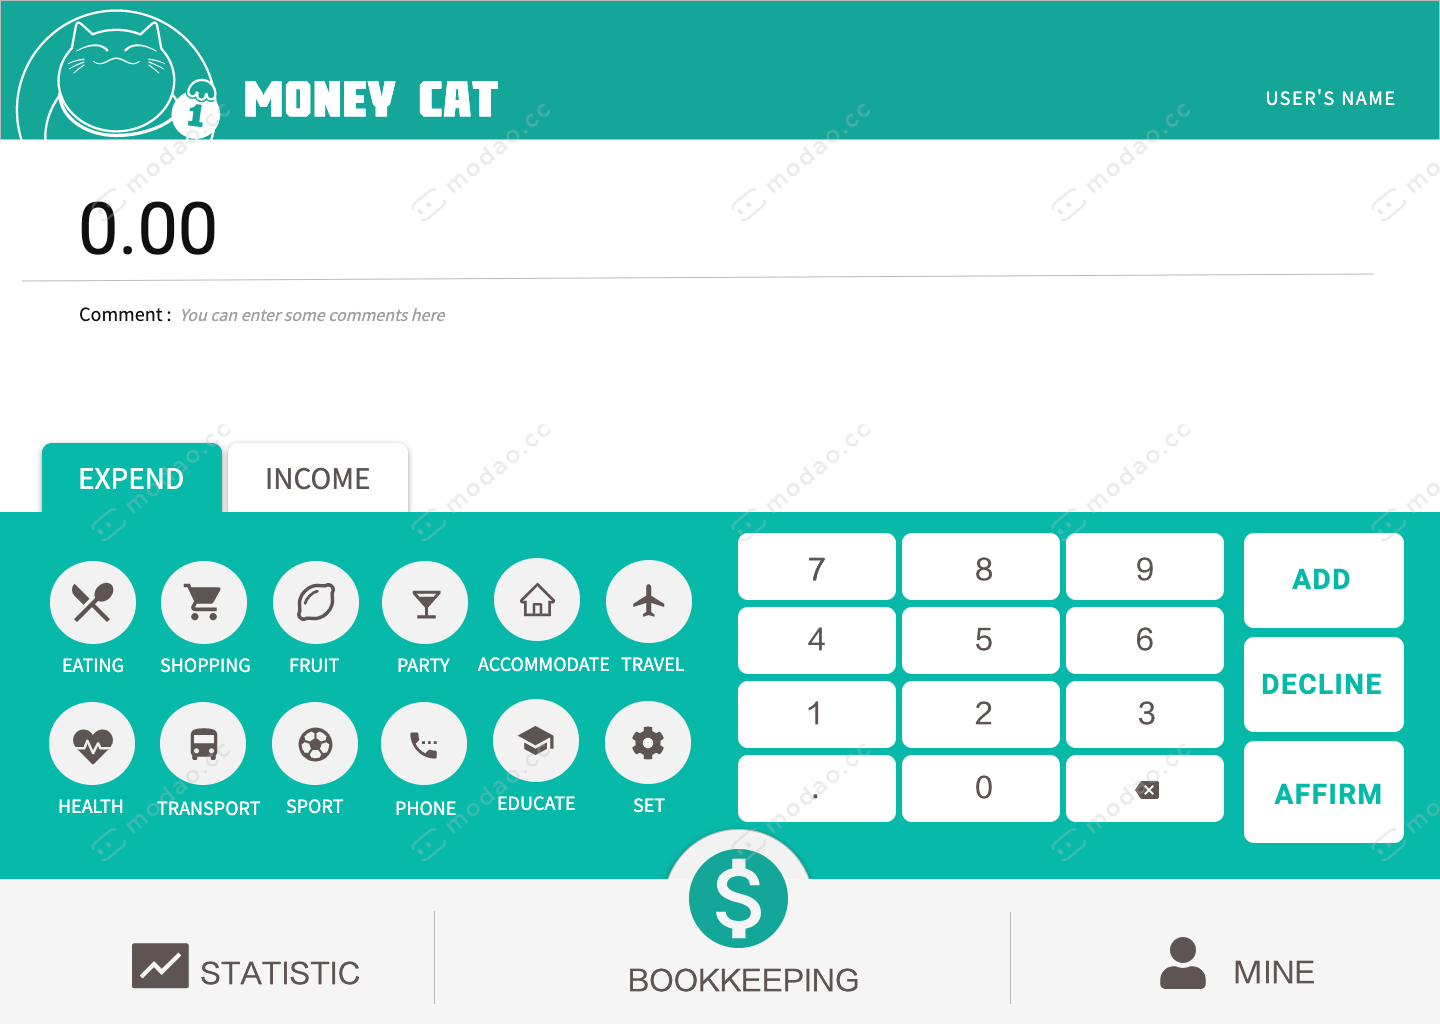 MONEY CAT
USER'S NAME
0.00
Comment : You can enter some comments here
EXPEND INCOME
EATING SHOPPING FRUIT PARTY ACCOMMODATE TRAVEL
HEALTH TRANSPORT SPORT PHONE EDUCATE SET
7 8 9
4 5 6
1 2 3
. 0
ADD
DECLINE
AFFIRM
$
STATISTIC BOOKKEEPING MINE
modao.cc